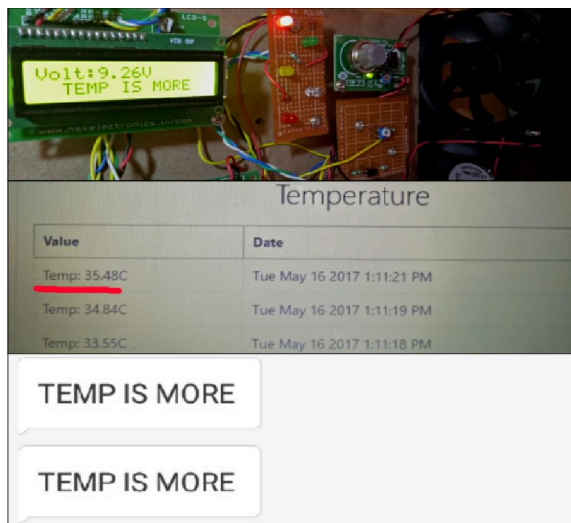 LCD-2
Volt:9.26V
TEMP IS MORE
www.nskelectronics.in/com
Temperature
Value Date
Temp: 35.48C Tue May 16 2017 1:11:21 PM
Temp: 34.84C Tue May 16 2017 1:11:19 PM
Temp: 33.55C Tue May 16 2017 1:11:18 PM
TEMP IS MORE
TEMP IS MORE